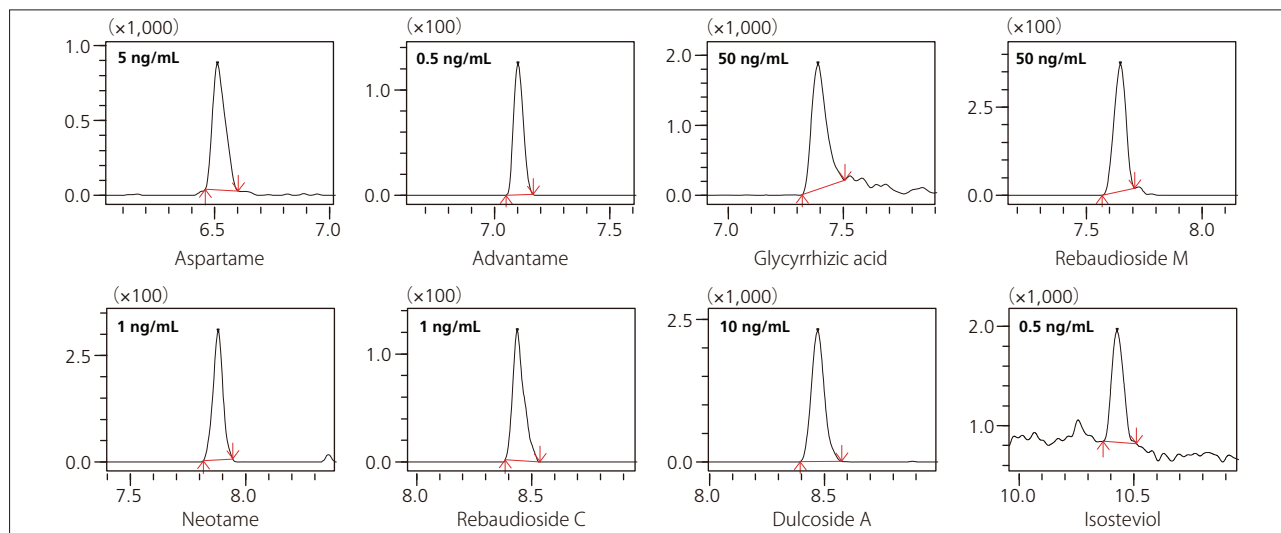 (×1,000) (×100) (×1,000) (×100)
5 ng/mL 0.5 ng/mL 50 ng/mL 50 ng/mL
1.0 1.0 2.0 2.5
0.5 0.0 1.0 0.0
0.0 0.0
6.5 7.0 7.0 7.5 7.0 7.5 7.5 8.0
Aspartame Advantame Glycyrrhizic acid Rebaudioside M
(×100) (×100) (×1,000) (×1,000)
1 ng/mL 1 ng/mL 10 ng/mL 0.5 ng/mL
2.5 1.0 2.5 2.0
0.0 0.0 0.0 1.0
7.5 8.0 8.0 8.5 8.0 8.5 10.0 10.5
Neotame Rebaudioside C Dulcoside A Isosteviol